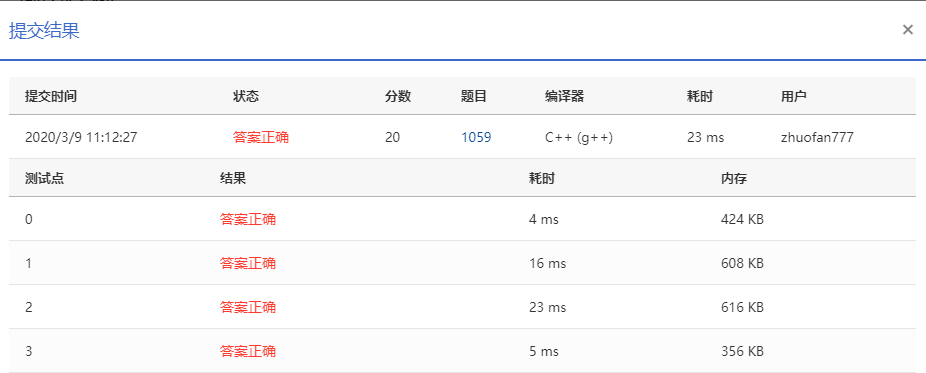 提交结果 ×
提交时间 状态 分数 题目 编译器 耗时 用户
2020/3/9 11:12:27 答案正确 20 1059 C++ (g++) 23 ms zhuofan777
测试点 结果 耗时 内存
0 答案正确 4 ms 424 KB
1 答案正确 16 ms 608 KB
2 答案正确 23 ms 616 KB
3 答案正确 5 ms 356 KB